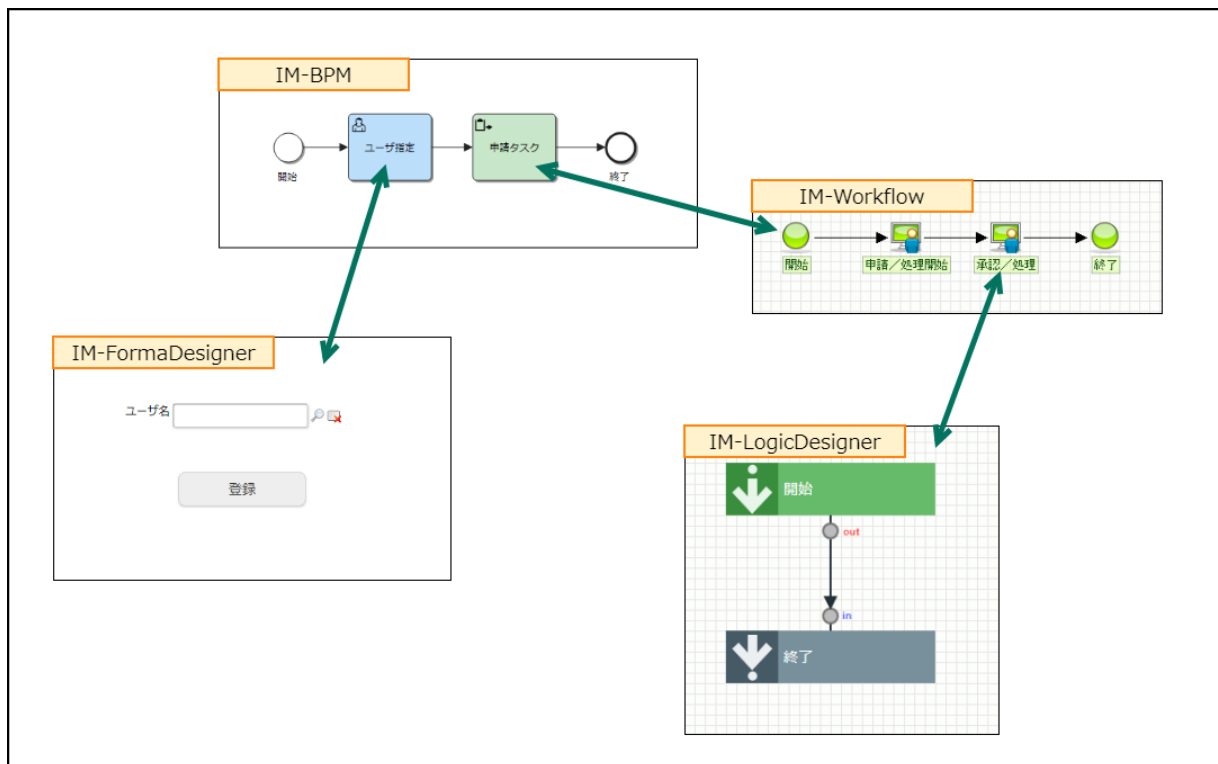 IM-BPM
ユーザ指定
申請タスク
開始
終了
IM-Workflow
開始
申請／処理開始
承認／処理
終了
IM-FormaDesigner
ユーザ名
登録
IM-LogicDesigner
開始
out
in
終了